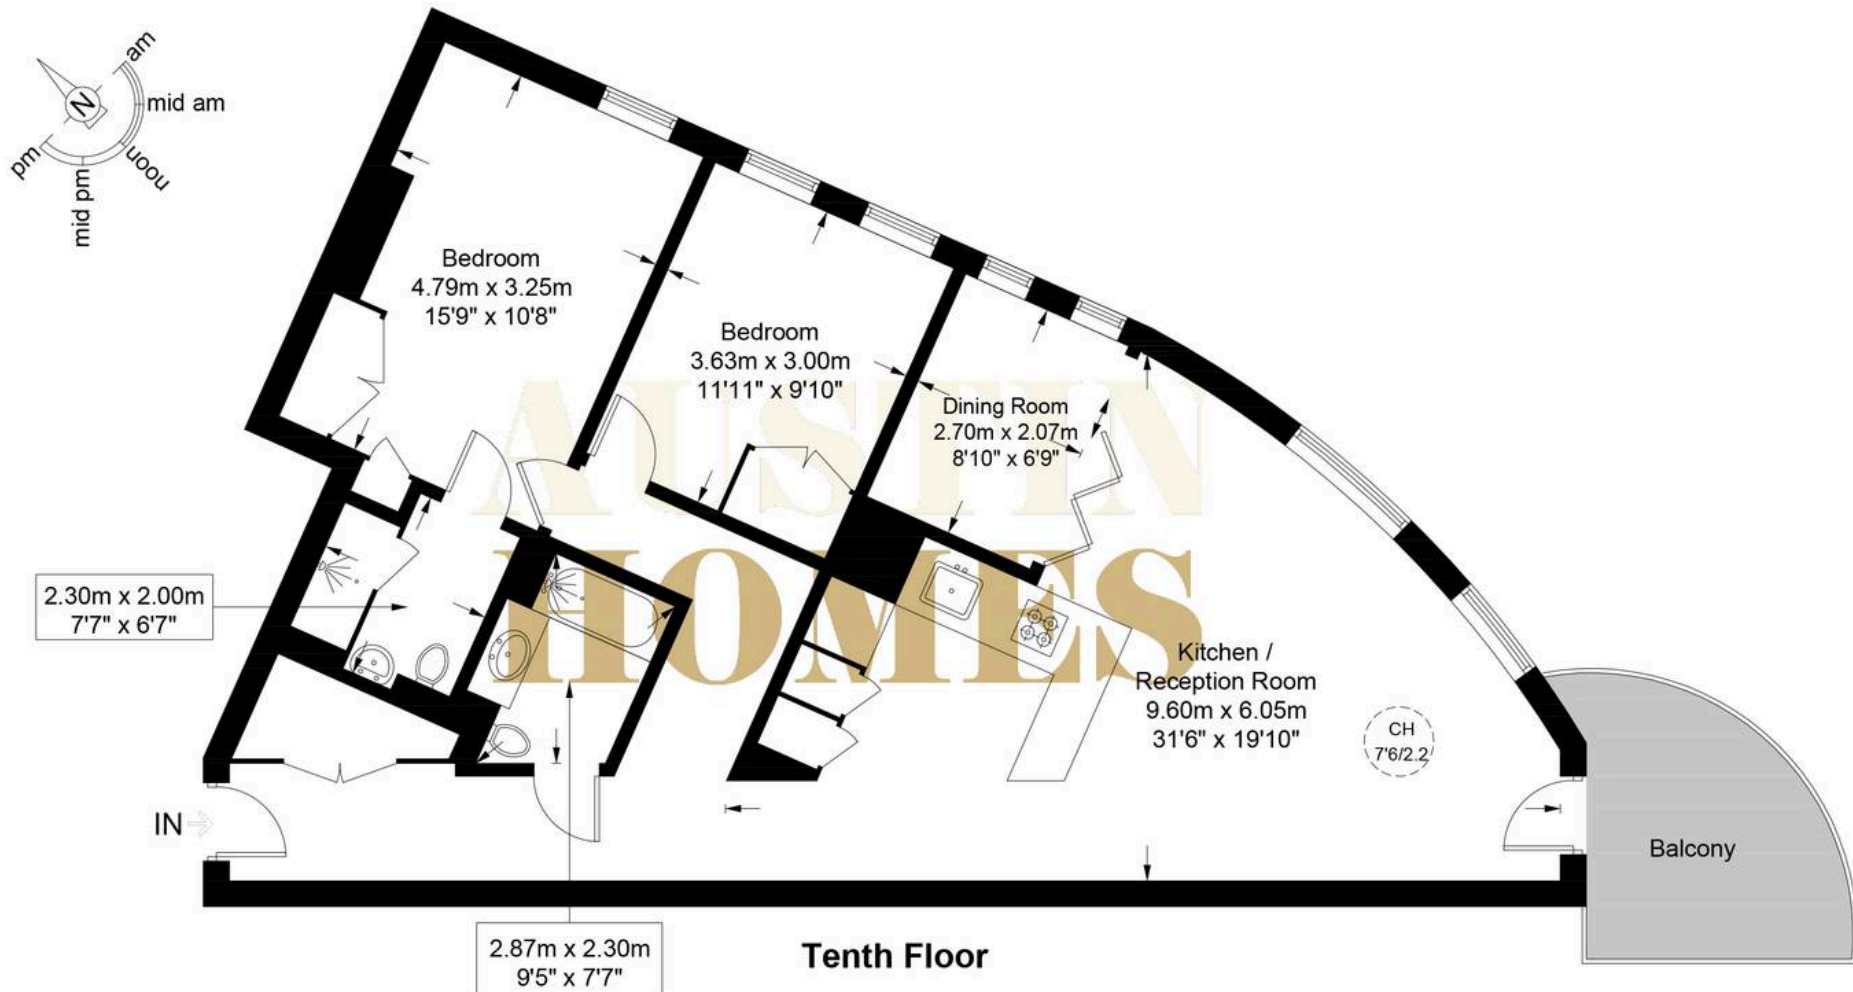 am
mid am
noon
mid pm
pm
N
Bedroom
4.79m x 3.25m
15'9" x 10'8"
Bedroom
3.63m x 3.00m
11'11" x 9'10"
Dining Room
2.70m x 2.07m
8'10" x 6'9"
AUSTIN
HOMES
2.30m x 2.00m
7'7" x 6'7"
Kitchen /
Reception Room
9.60m x 6.05m
31'6" x 19'10"
CH
7'6/2.2
IN
Balcony
2.87m x 2.30m
9'5" x 7'7"
Tenth Floor